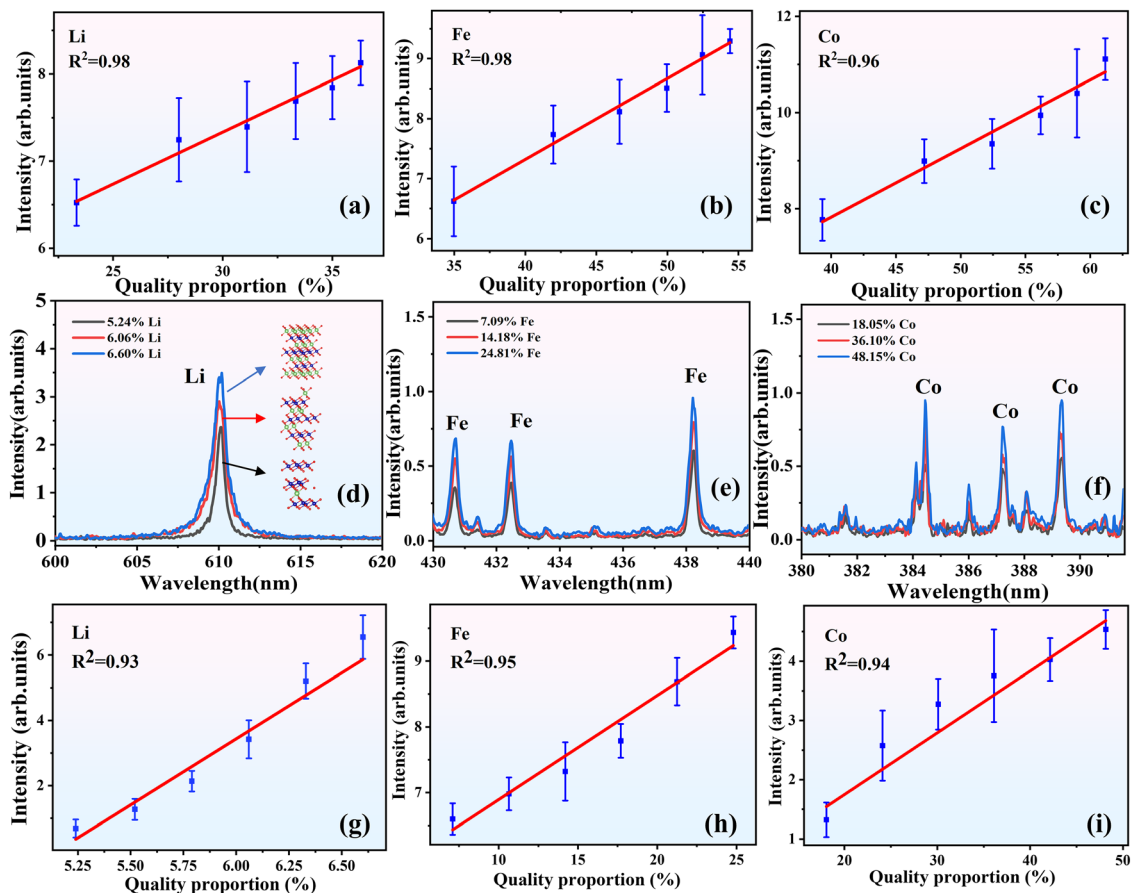 Li
R²=0.98
Intensity (arb.units)
8
7
6
25
30
35
Quality proportion (%)
(a)
Fe
R²=0.98
Intensity (arb.units)
9
8
7
6
35
40
45
50
55
Quality proportion (%)
(b)
Co
R²=0.96
Intensity (arb.units)
12
10
8
40
45
50
55
60
Quality proportion (%)
(c)
5.24% Li
6.06% Li
6.60% Li
Li
Intensity(arb.units)
5
4
3
2
1
0
600
605
610
615
620
Wavelength(nm)
(d)
7.09% Fe
14.18% Fe
24.81% Fe
Fe
Fe
Fe
Intensity(arb.units)
1.5
1.0
0.5
0.0
430
432
434
436
438
440
Wavelength(nm)
(e)
18.05% Co
36.10% Co
48.15% Co
Co
Co
Co
Intensity(arb.units)
1.5
1.0
0.5
0.0
380
384
386
388
390
Wavelength(nm)
(f)
Li
R²=0.93
Intensity (arb.units)
6
4
2
5.25
5.50
5.75
6.00
6.25
6.50
Quality proportion (%)
(g)
Fe
R²=0.95
Intensity (arb.units)
9
8
7
10
15
20
25
Quality proportion (%)
(h)
Co
R²=0.94
Intensity (arb.units)
4
3
2
1
20
30
40
50
Quality proportion (%)
(i)